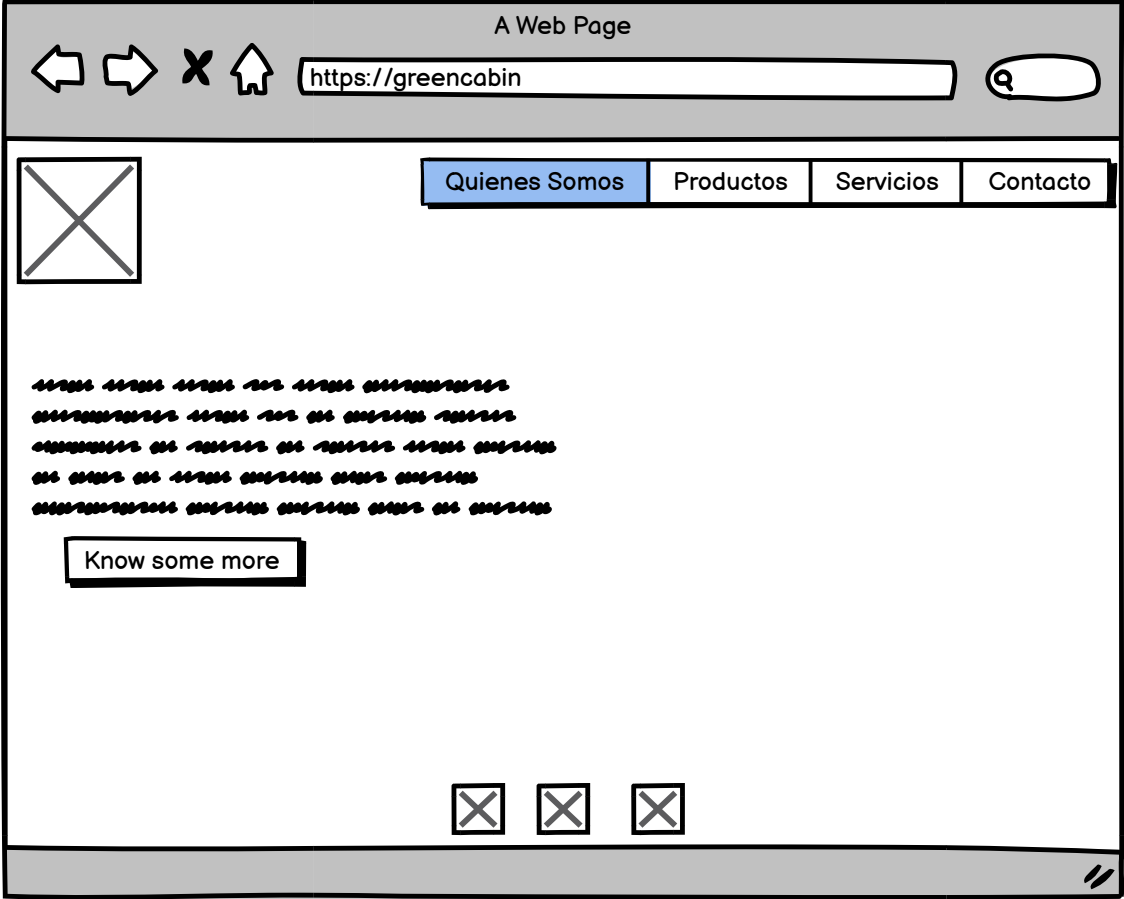 A Web Page
https://greencabin
Quienes Somos Productos Servicios Contacto
Know some more